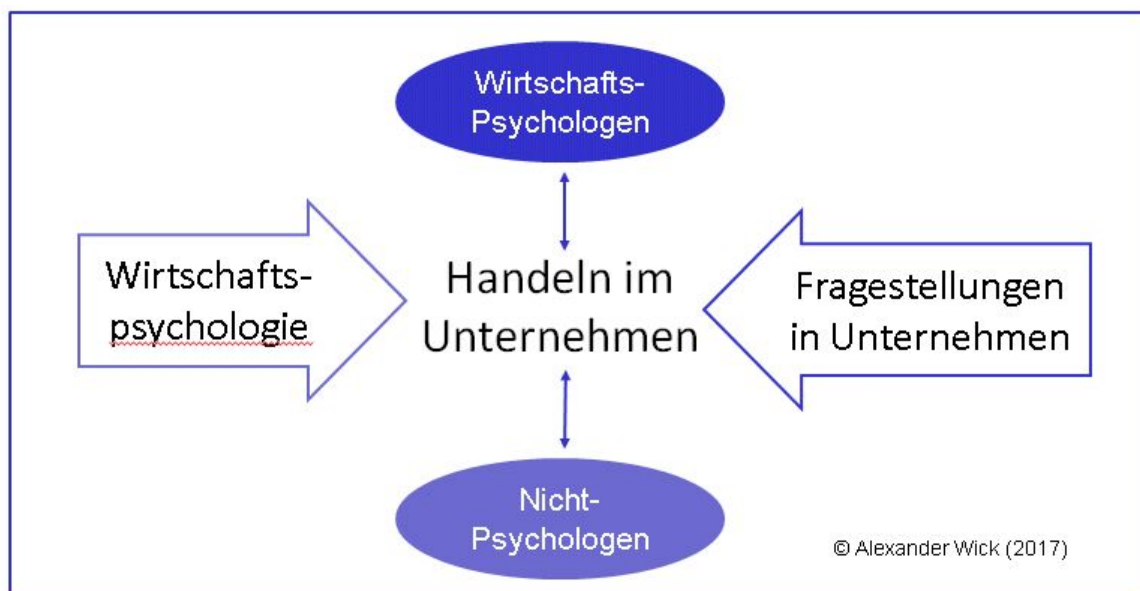 Wirtschafts-
Psychologen
Wirtschafts-
psychologie
Handeln im
Unternehmen
Fragestellungen
in Unternehmen
Nicht-
Psychologen
© Alexander Wick (2017)